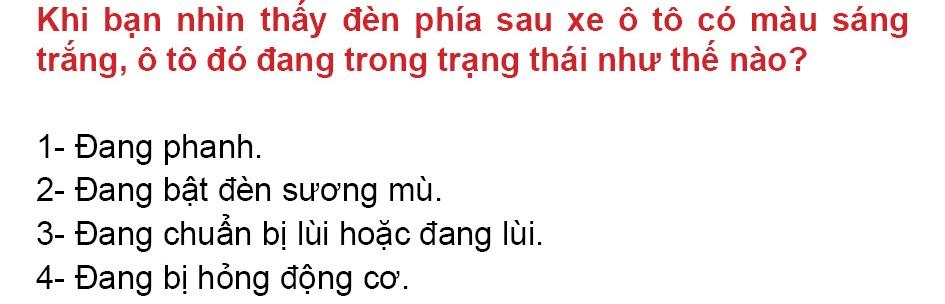 Khi bạn nhìn thấy đèn phía sau xe ô tô có màu sáng
trắng, ô tô đó đang trong trạng thái như thế nào?
1- Đang phanh.
2- Đang bật đèn sương mù.
3- Đang chuẩn bị lùi hoặc đang lùi.
4- Đang bị hỏng động cơ.